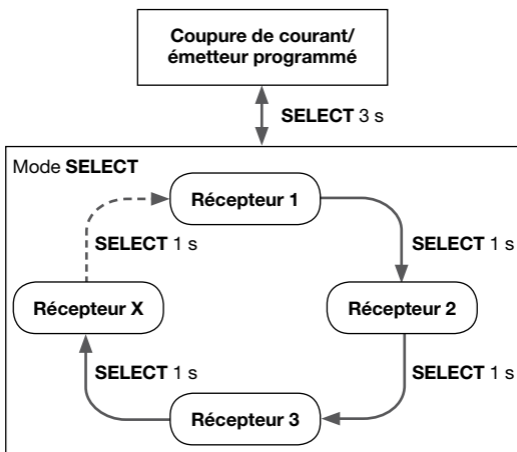 Coupure de courant/
émetteur programmé
SELECT 3 s
Mode SELECT
Récepteur 1
SELECT 1 s
SELECT 1 s
Récepteur X
Récepteur 2
SELECT 1 s
SELECT 1 s
Récepteur 3